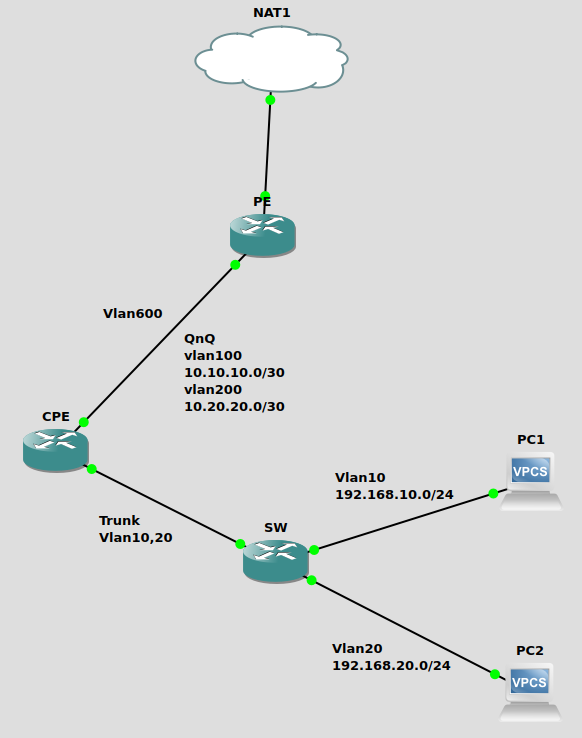 NAT1
PE
Vlan600
QnQ
vlan100
10.10.10.0/30
vlan200
10.20.20.0/30
CPE
PC1
VPCS
Vlan10
192.168.10.0/24
Trunk
Vlan10,20
SW
Vlan20
192.168.20.0/24
PC2
VPCS